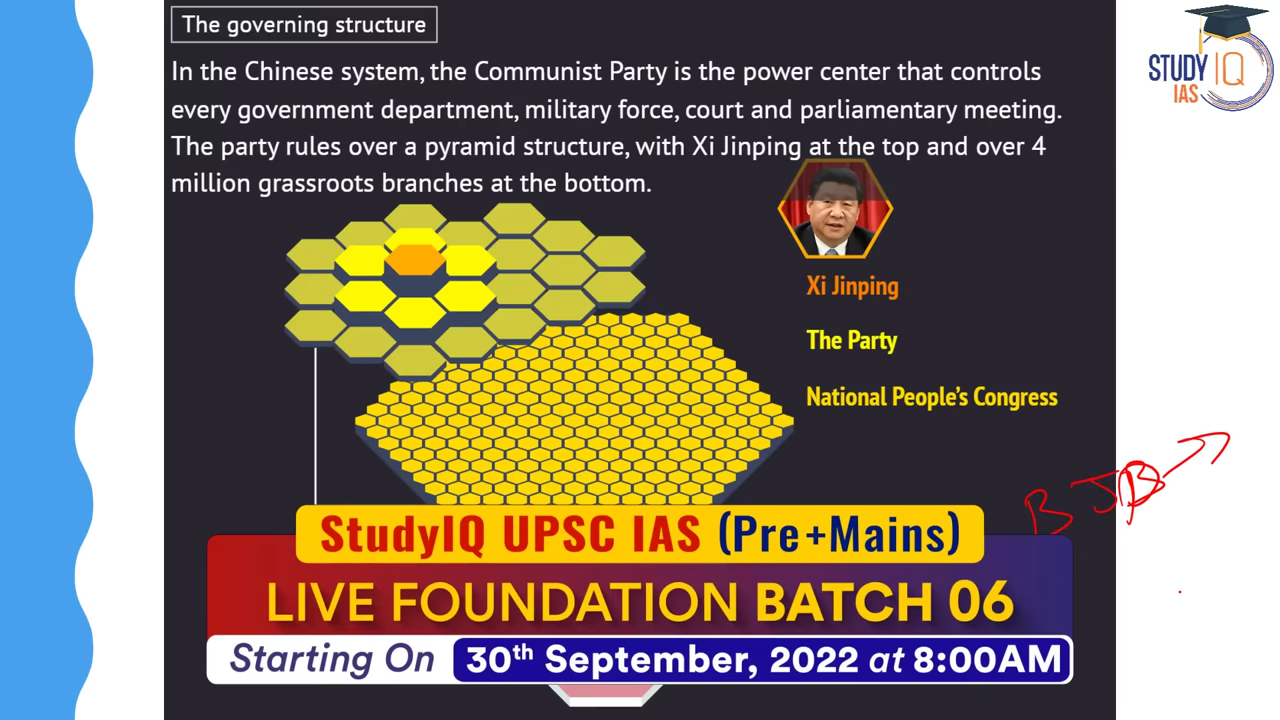 The governing structure
In the Chinese system, the Communist Party is the power center that controls
every government department, military force, court and parliamentary meeting.
The party rules over a pyramid structure, with Xi Jinping at the top and over 4
million grassroots branches at the bottom.
STUDY IQ
IAS
Xi Jinping
The Party
National People's Congress
BJP
StudyIQ UPSC IAS (Pre+Mains)
LIVE FOUNDATION BATCH 06
Starting On 30th September, 2022 at 8:00AM